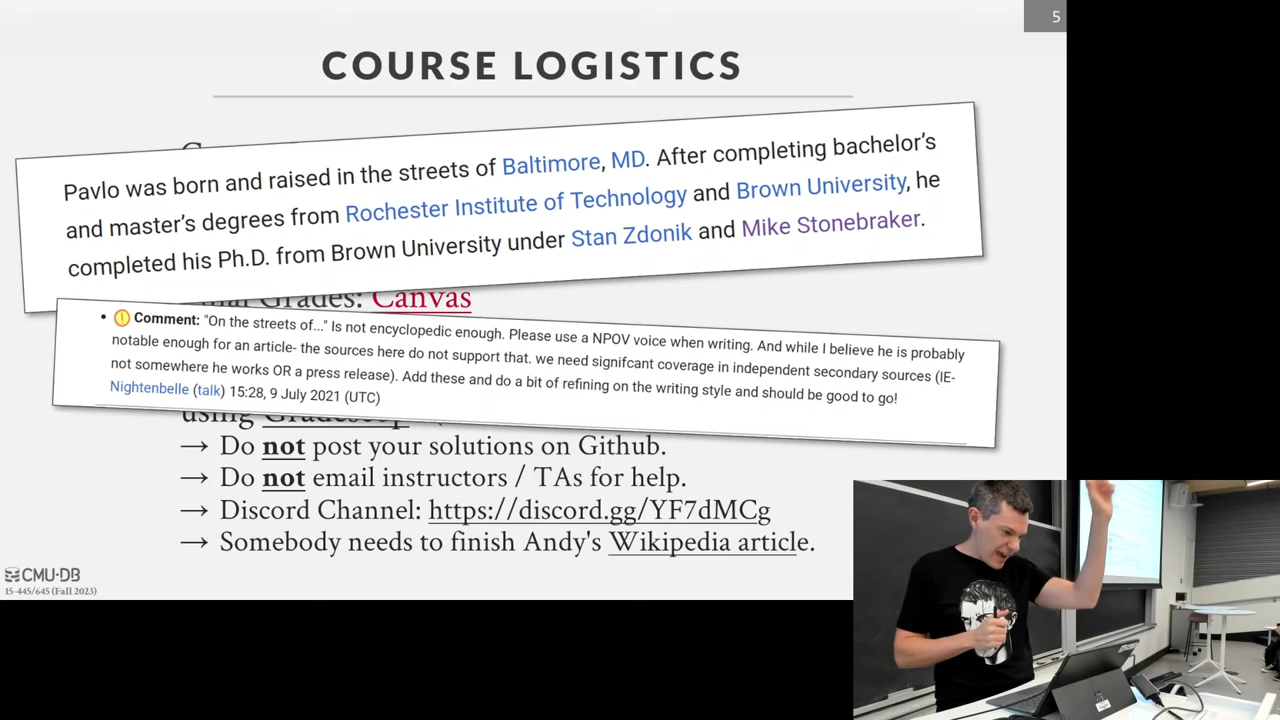 5
COURSE LOGISTICS
Pavlo was born and raised in the streets of Baltimore, MD. After completing bachelor's
and master's degrees from Rochester Institute of Technology and Brown University, he
completed his Ph.D. from Brown University under Stan Zdonik and Mike Stonebraker.
Grades: Canvas
• Comment: "On the streets of..." Is not encyclopedic enough. Please use a NPOV voice when writing. And while I believe he is probably
notable enough for an article- the sources here do not support that. we need signifcant coverage in independent secondary sources (IE-
not somewhere he works OR a press release). Add these and do a bit of refining on the writing style and should be good to go!
Nightenbelle (talk) 15:28, 9 July 2021 (UTC)
using Gradescope
→ Do not post your solutions on Github.
→ Do not email instructors / TAs for help.
→ Discord Channel: https://discord.gg/YF7dMCg
→ Somebody needs to finish Andy's Wikipedia article.
CMU·DB
15-445/645 (Fall 2023)